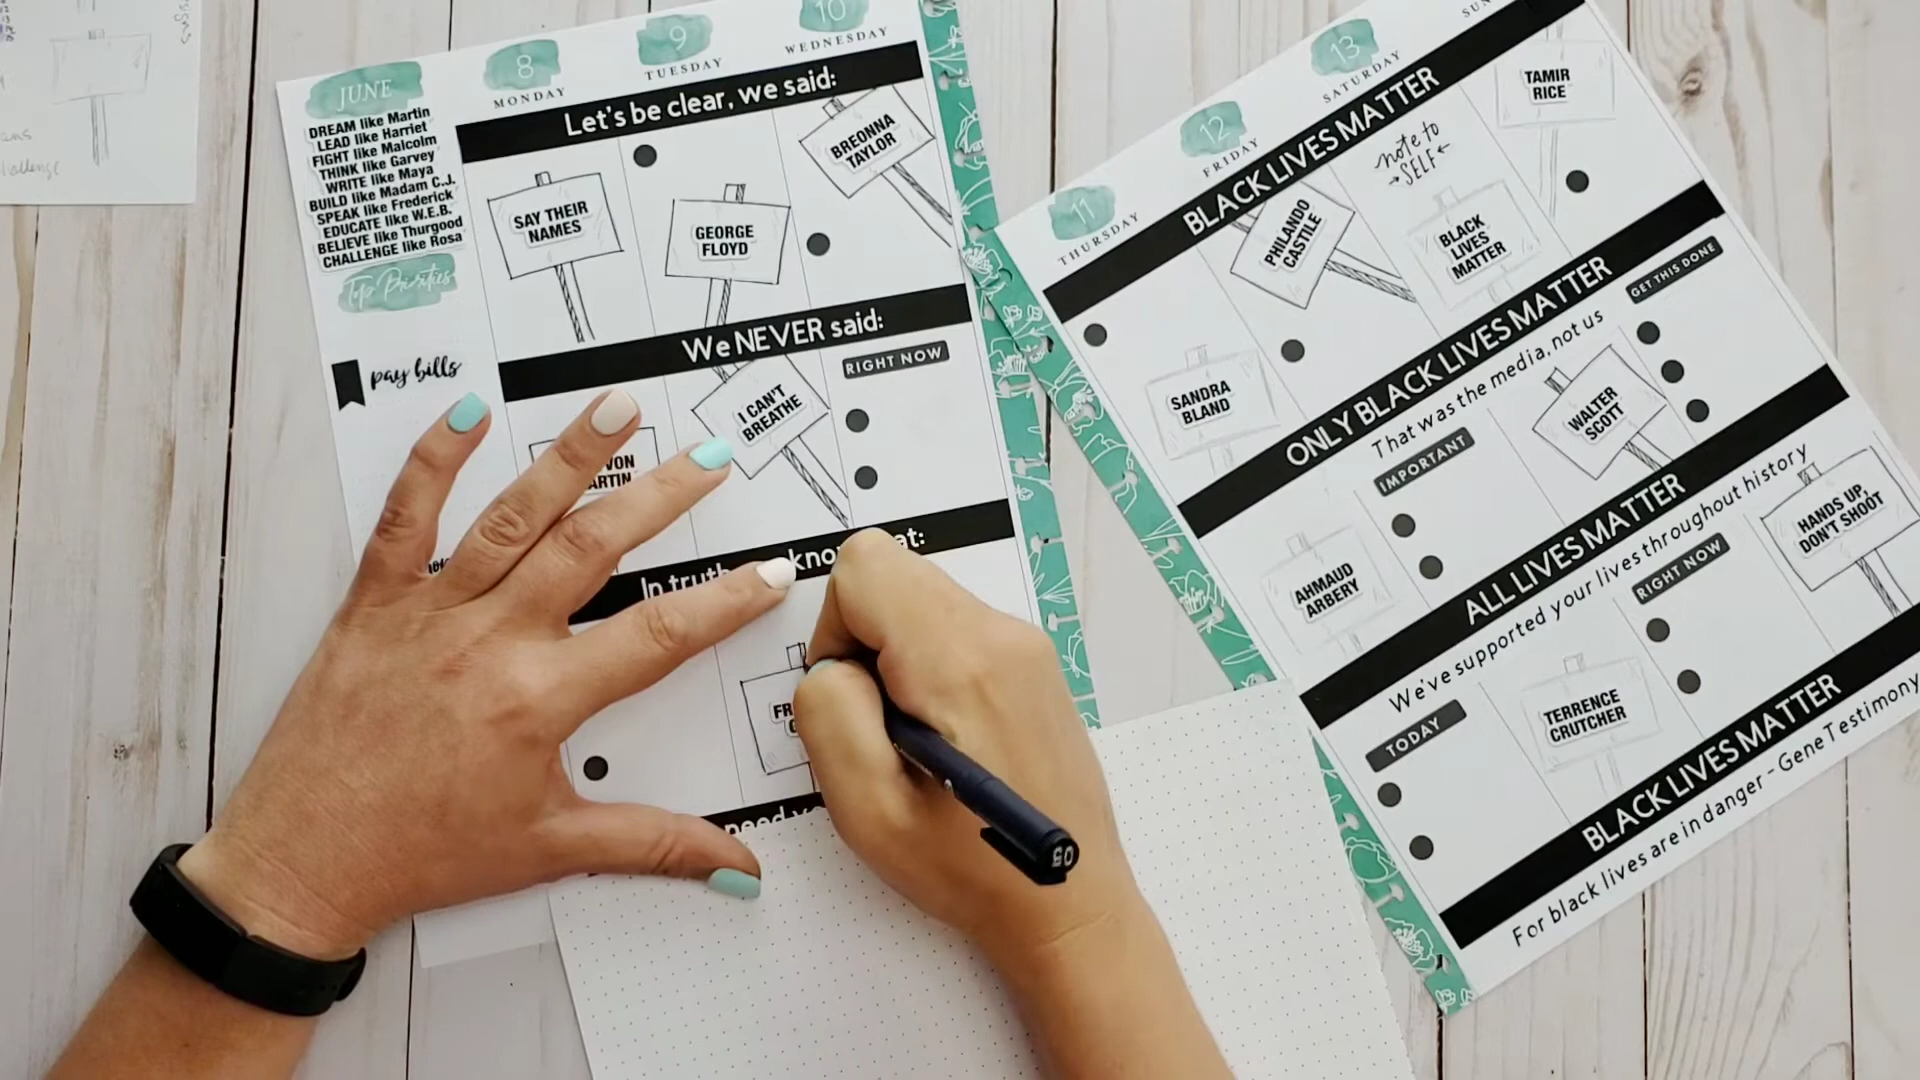 JUNE
DREAM like Martin
LEAD like Harriet
FIGHT like Malcolm
THINK like Garvey
WRITE like Maya
BUILD like Madam C.J.
SPEAK like Frederick
EDUCATE like W.E.B.
BELIEVE like Thurgood
CHALLENGE like Rosa
Top Priorities
pay bills
8
MONDAY
9
TUESDAY
10
WEDNESDAY
Let's be clear, we said:
SAY THEIR
NAMES
GEORGE
FLOYD
BREONNA
TAYLOR
We NEVER said:
I CAN'T
BREATHE
RIGHT NOW
In truth
need
11
THURSDAY
12
FRIDAY
13
SATURDAY
BLACK LIVES MATTER
PHILANDO
CASTILE
note to
SELF
BLACK
LIVES
MATTER
TAMIR
RICE
SANDRA
BLAND
ONLY BLACK LIVES MATTER
That was the media, not us
GET THIS DONE
IMPORTANT
WALTER
SCOTT
AHMAUD
ARBERY
ALL LIVES MATTER
We've supported your lives throughout history
TODAY
TERRENCE
CRUTCHER
RIGHT NOW
HANDS UP,
DON'T SHOOT
BLACK LIVES MATTER
For black lives are in danger - Gene Testimony
05